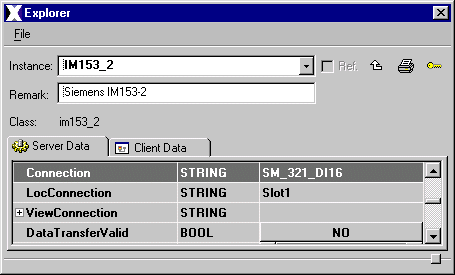 Explorer
File
Instance: IM153_2 Ref.
Remark: Siemens IM153-2
Class: im153_2
Server Data Client Data
Connection STRING SM_321_DI16
LocConnection STRING Slot1
ViewConnection STRING
DataTransferValid BOOL NO